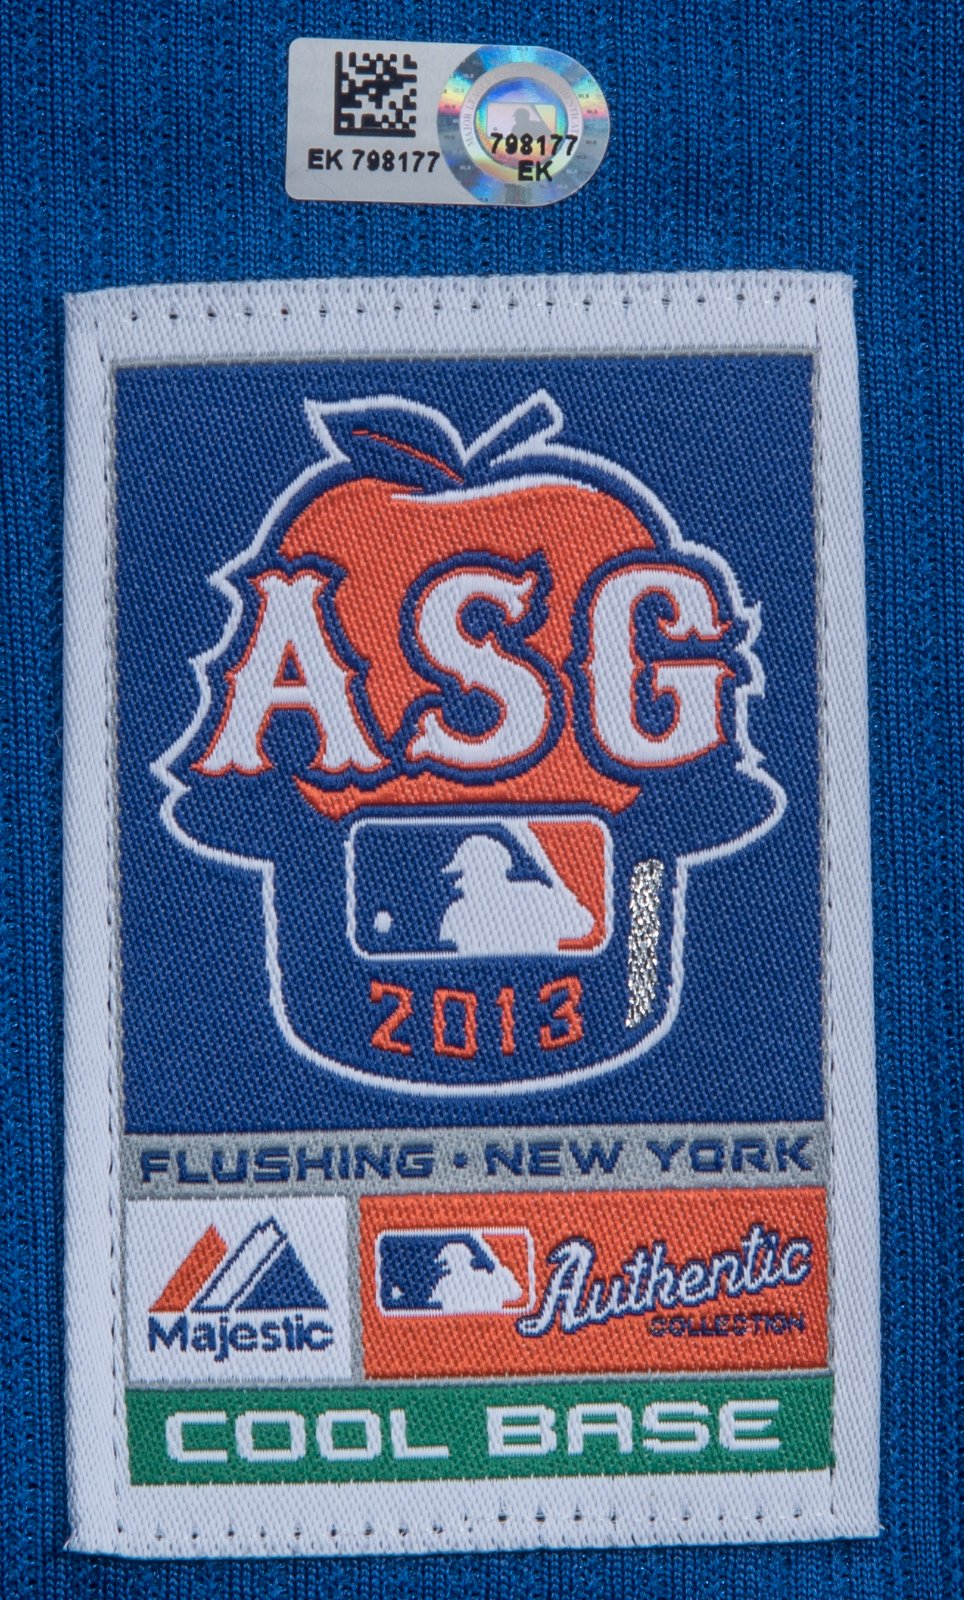 EK 798177
798177
EK
ASG
2013
FLUSHING • NEW YORK
Majestic
Authentic
COLLECTION
COOL BASE